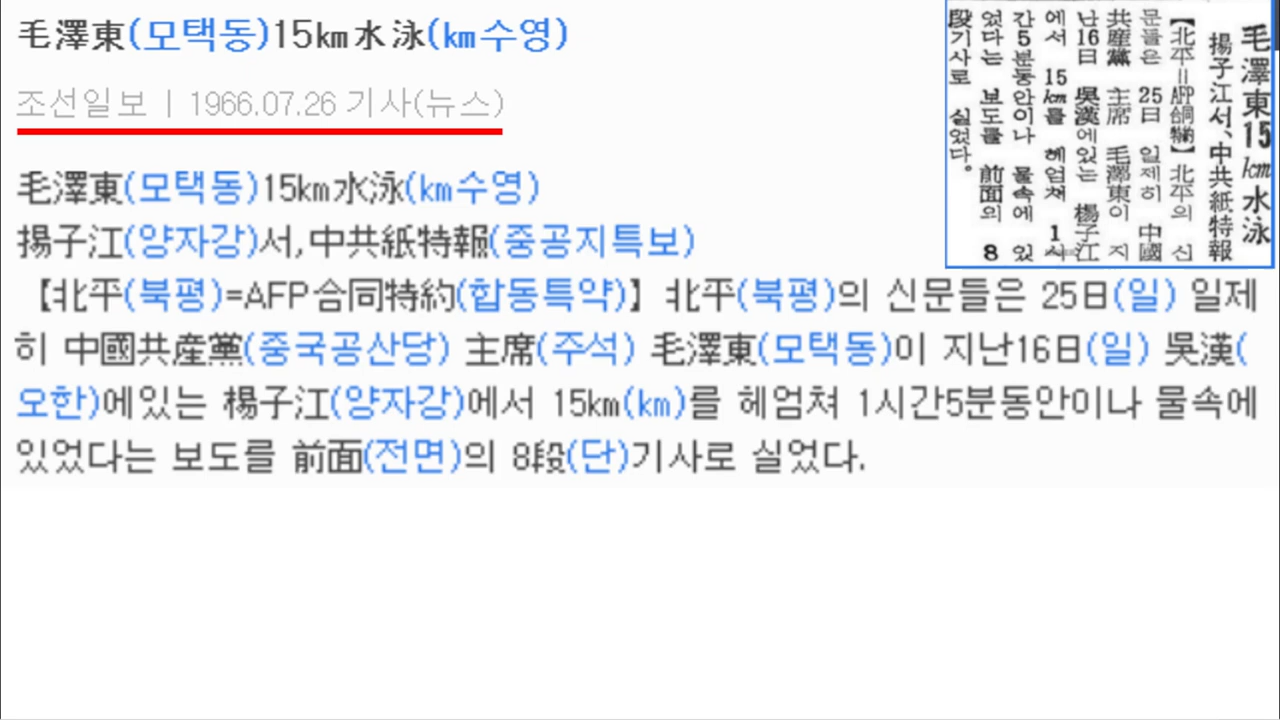 毛澤東(모택동)15㎞水泳(㎞수영)
조선일보 | 1966.07.26 기사(뉴스)
毛澤東(모택동)15㎞水泳(㎞수영)
揚子江(양자강)서,中共紙特報(중공지특보)
【北平(북평)=AFP合同特約(합동특약)】北平(북평)의 신문들은 25日(일) 일제
히 中國共産黨(중국공산당) 主席(주석) 毛澤東(모택동)이 지난16日(일) 吳漢(
오한)에있는 楊子江(양자강)에서 15㎞(㎞)를 헤엄쳐 1시간5분동안이나 물속에
있었다는 보도를 前面(전면)의 8段(단)기사로 실었다.
毛澤東15㎞水泳
揚子江서、中共紙特報
【北平=AFP合同特約】北平의 신
문들은 25日 일제히 中國
共産黨 主席 毛澤東이 지
난16日 吳漢에있는 楊子江
에서 15㎞를 헤엄쳐 1시
간5분동안이나 물속에 있
었다는 보도를 前面의 8
段기사로 실었다。